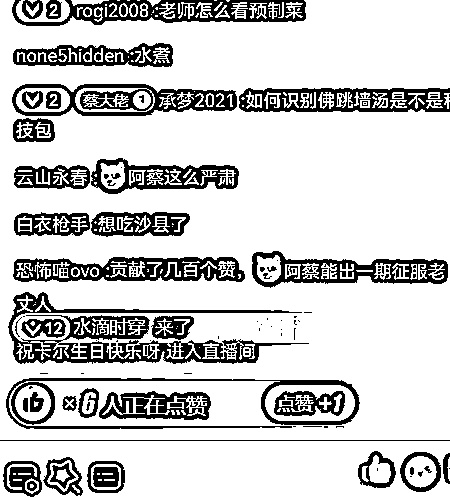 2 rogi2008 :老师怎么看预制菜
none5hidden :水煮
2 蔡大佬 1 承梦2021 :如何识别佛跳墙汤是不是科
技包
云山永春 : 阿蔡这么严肃
白衣枪手 :想吃沙县了
恐怖喵ovo :贡献了几百个赞, 阿蔡能出一期征服老
丈人
12 水滴时穿 来了
祝卡尔生日快乐呀 进入直播间
×6 人正在点赞 点赞+1